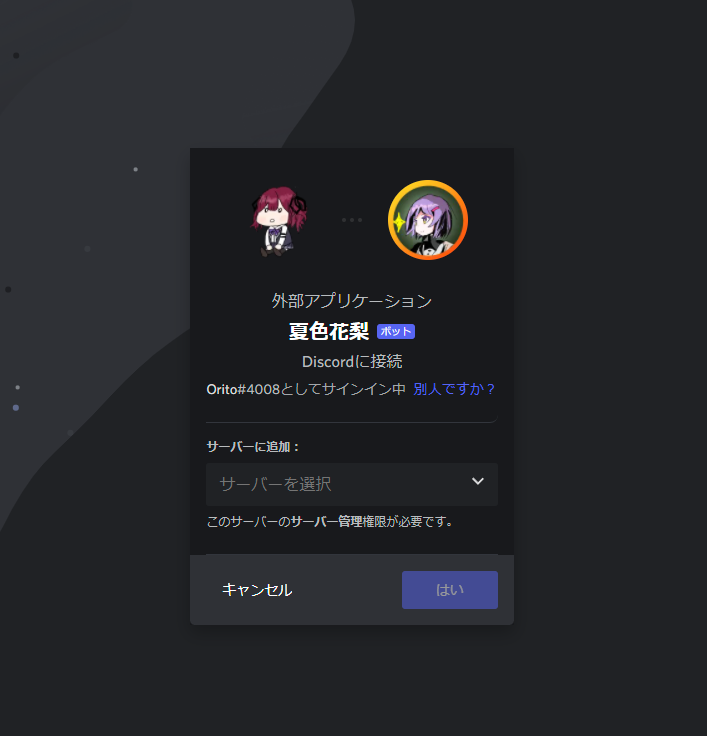 外部アプリケーション
夏色花梨 ボット
Discordに接続
Orito#4008としてサインイン中 別人ですか？
サーバーに追加：
サーバーを選択
このサーバーのサーバー管理権限が必要です。
キャンセル はい